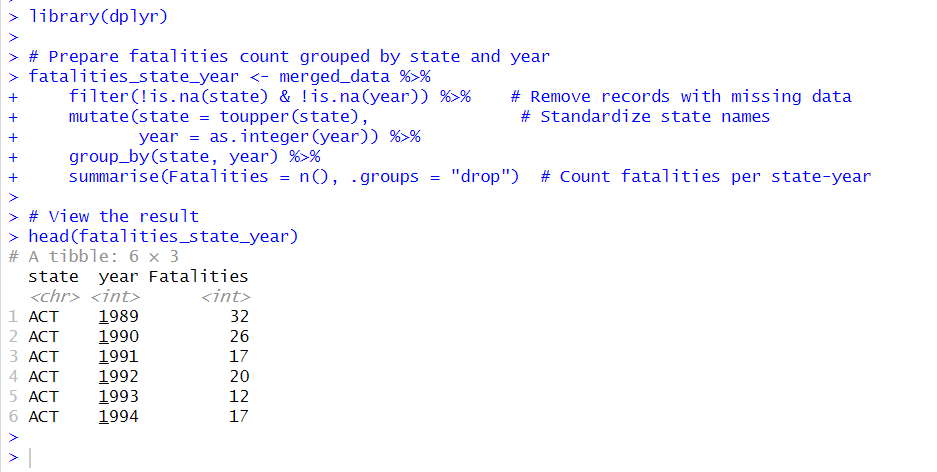 > library(dplyr)
>
> # Prepare fatalities count grouped by state and year
> fatalities_state_year <- merged_data %>%
+     filter(!is.na(state) & !is.na(year)) %>%    # Remove records with missing data
+     mutate(state = toupper(state),               # Standardize state names
+            year = as.integer(year)) %>%
+     group_by(state, year) %>%
+     summarise(Fatalities = n(), .groups = "drop")  # Count fatalities per state-year
>
> # View the result
> head(fatalities_state_year)
# A tibble: 6 × 3
  state  year Fatalities
  <chr> <int>      <int>
1 ACT    1989         32
2 ACT    1990         26
3 ACT    1991         17
4 ACT    1992         20
5 ACT    1993         12
6 ACT    1994         17
>
>